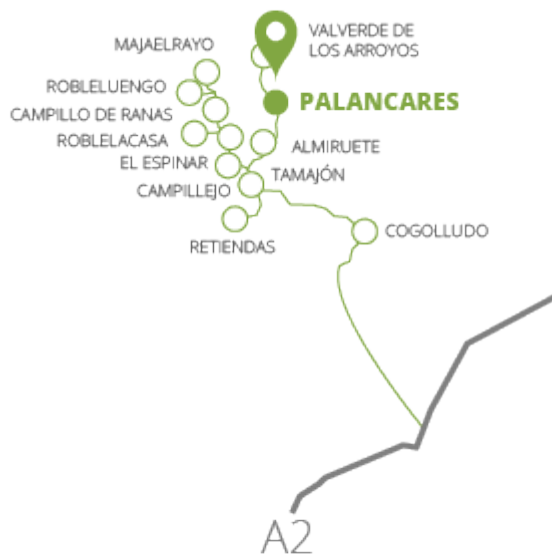 VALVERDE DE
LOS ARROYOS
MAJAELRAYO
ROBLELUENGO
PALANCARES
CAMPILLO DE RANAS
ROBLELACASA
ALMIRUETE
EL ESPINAR
TAMAJÓN
CAMPILLEJO
COGOLLUDO
RETIENDAS
A2